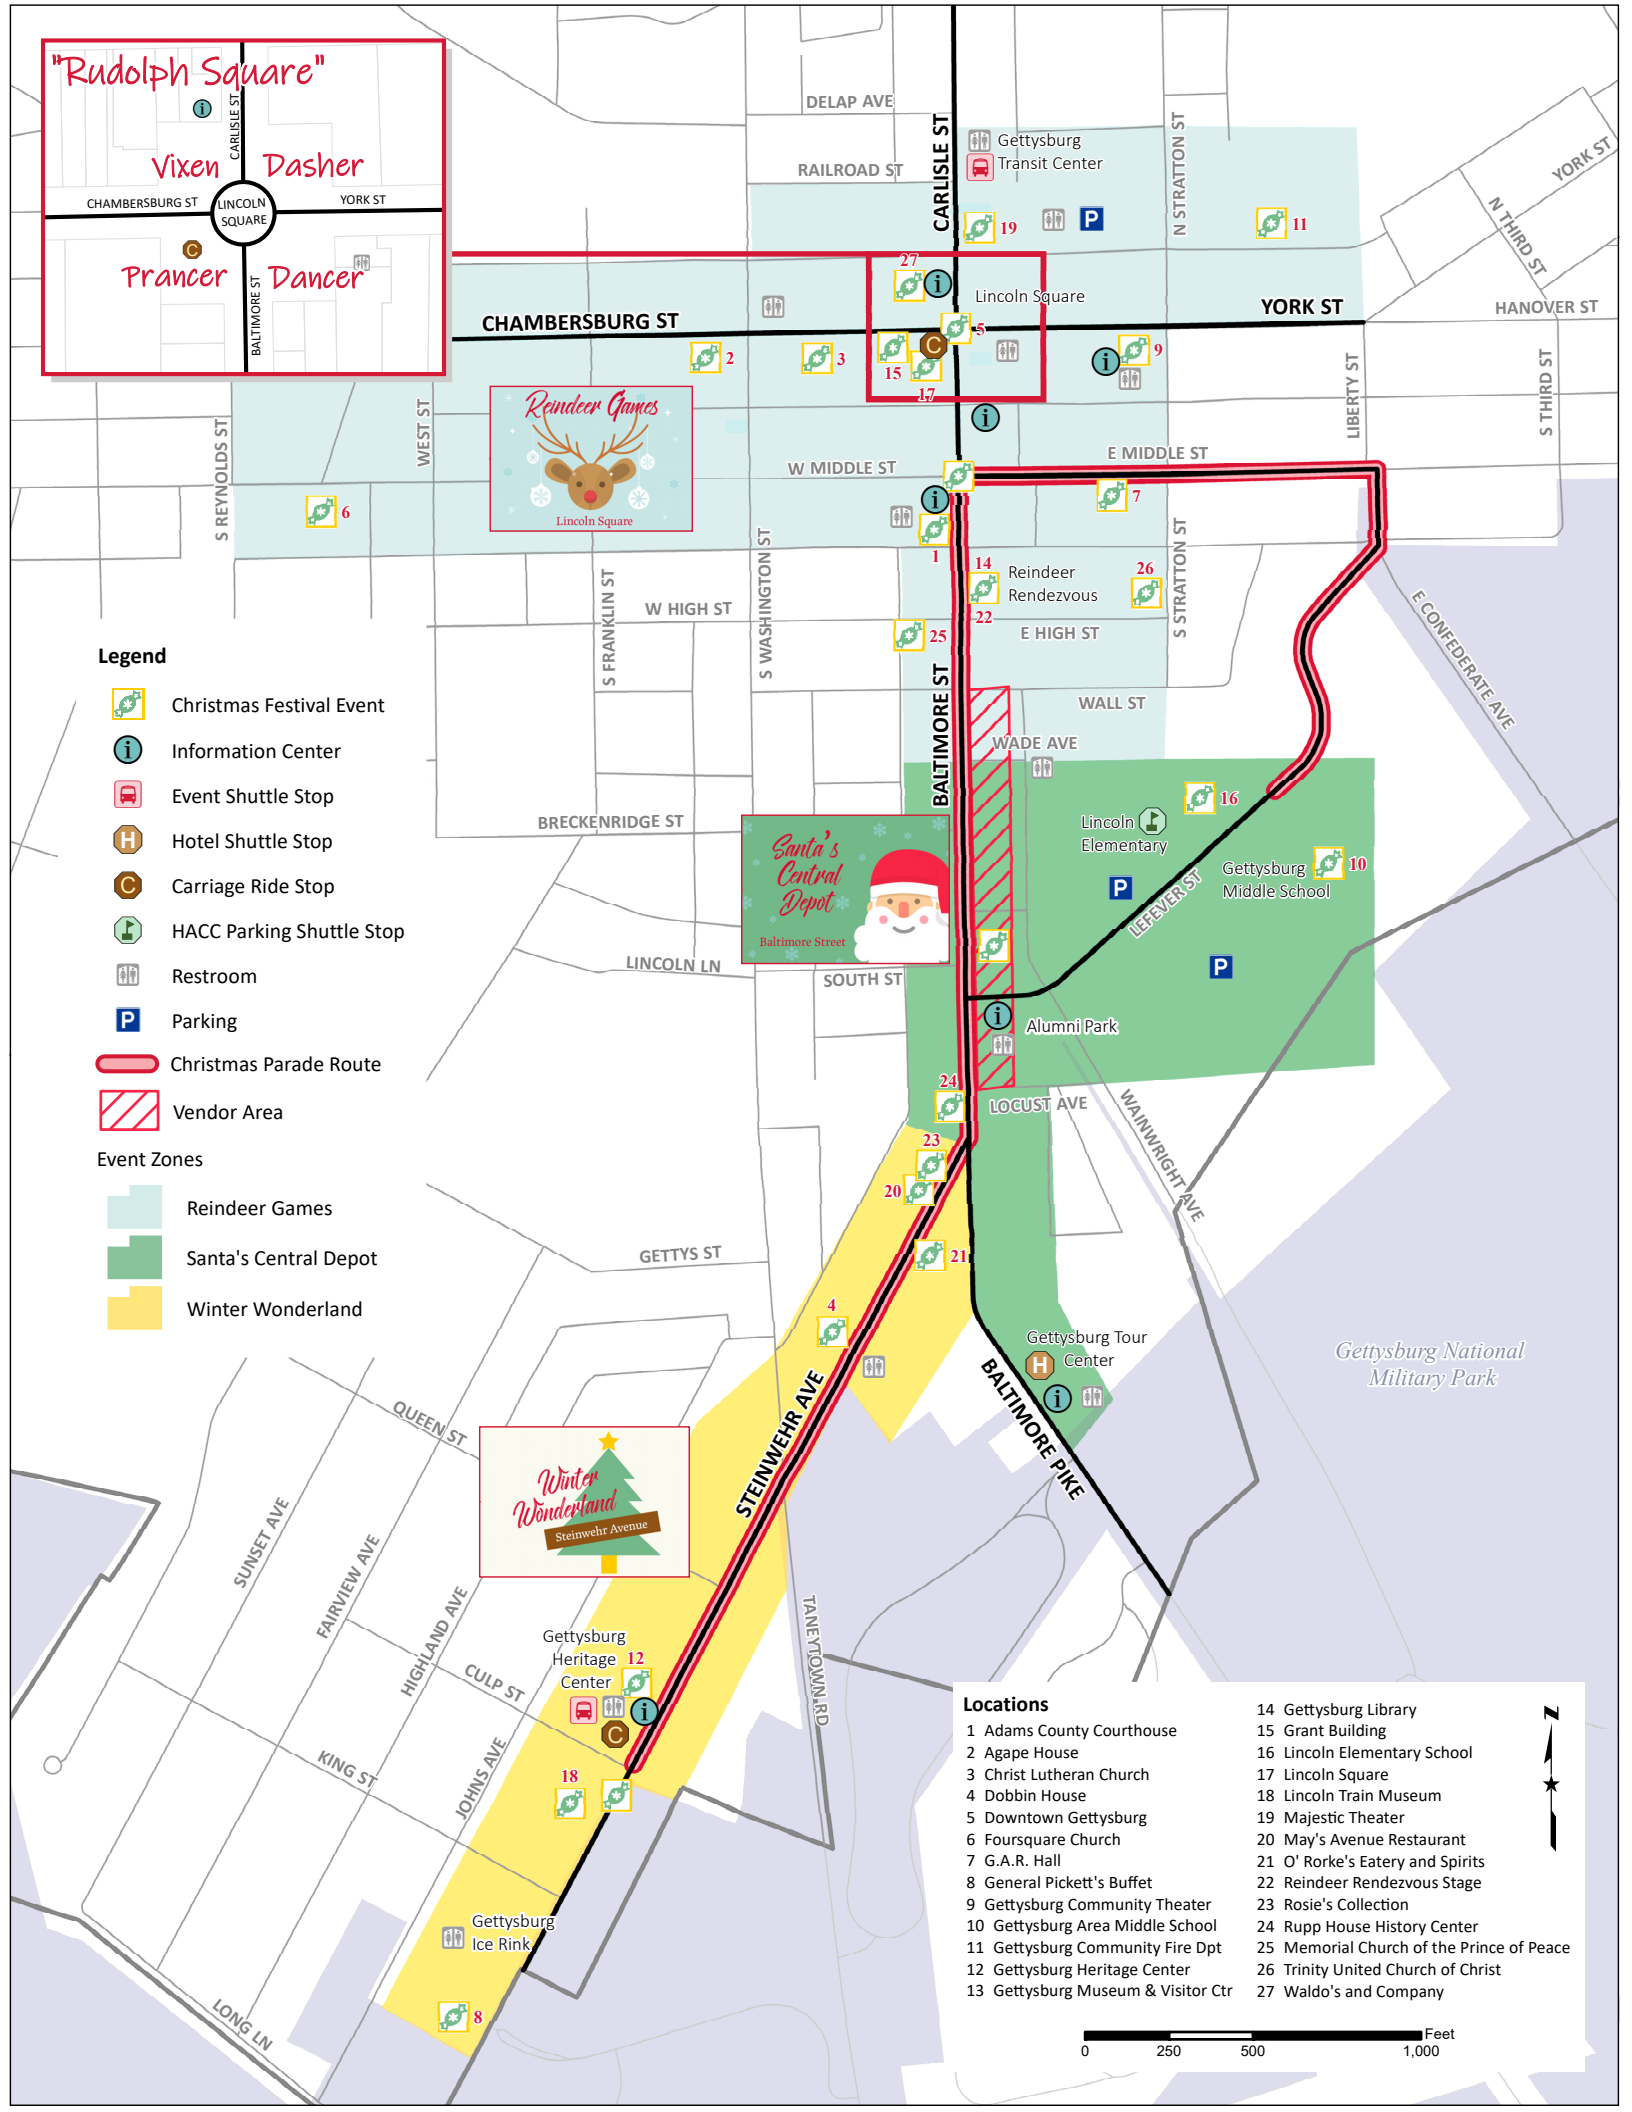 "Rudolph Square"
CARLISLE ST
Vixen
Dasher
CHAMBERSBURG ST
LINCOLN
SQUARE
YORK ST
C
Prancer
Dancer
BALTIMORE ST
DELAP AVE
RAILROAD ST
CARLISLE ST
Gettysburg
Transit Center
N STRATTON ST
YORK ST
N THIRD ST
19
P
11
27
Lincoln Square
CHAMBERSBURG ST
YORK ST
HANOVER ST
5
2
3
C
15
17
9
S REYNOLDS ST
WEST ST
LIBERTY ST
S THIRD ST
Reindeer Games
Lincoln Square
W MIDDLE ST
E MIDDLE ST
6
7
1
14
Reindeer
Rendezvous
22
26
S STRATTON ST
S FRANKLIN ST
S WASHINGTON ST
W HIGH ST
E HIGH ST
25
E CONFEDERATE AVE
BALTIMORE ST
WALL ST
WADE AVE
Legend
Christmas Festival Event
i
Information Center
Event Shuttle Stop
H
Hotel Shuttle Stop
C
Carriage Ride Stop
HACC Parking Shuttle Stop
Restroom
P
Parking
Christmas Parade Route
Vendor Area
Event Zones
Reindeer Games
Santa's Central Depot
Winter Wonderland
BRECKENRIDGE ST
Santa's
Central
Depot
Baltimore Street
16
Lincoln
Elementary
Gettysburg
Middle School
10
P
LEFEVER ST
P
LINCOLN LN
SOUTH ST
Alumni Park
24
LOCUST AVE
WAINWRIGHT AVE
23
20
21
GETTYS ST
4
Gettysburg Tour
Center
H
Gettysburg National
Military Park
STEINWEHR AVE
BALTIMORE PIKE
QUEEN ST
Winter
Wonderland
Steinwehr Avenue
SUNSET AVE
FAIRVIEW AVE
HIGHLAND AVE
TANEYTOWN RD
Gettysburg
Heritage
Center
12
C
CULP ST
KING ST
JOHNS AVE
18
Gettysburg
Ice Rink
8
LONG LN
Locations
1 Adams County Courthouse
2 Agape House
3 Christ Lutheran Church
4 Dobbin House
5 Downtown Gettysburg
6 Foursquare Church
7 G.A.R. Hall
8 General Pickett's Buffet
9 Gettysburg Community Theater
10 Gettysburg Area Middle School
11 Gettysburg Community Fire Dpt
12 Gettysburg Heritage Center
13 Gettysburg Museum & Visitor Ctr
14 Gettysburg Library
15 Grant Building
16 Lincoln Elementary School
17 Lincoln Square
18 Lincoln Train Museum
19 Majestic Theater
20 May's Avenue Restaurant
21 O' Rorke's Eatery and Spirits
22 Reindeer Rendezvous Stage
23 Rosie's Collection
24 Rupp House History Center
25 Memorial Church of the Prince of Peace
26 Trinity United Church of Christ
27 Waldo's and Company
N
Feet
0 250 500 1,000